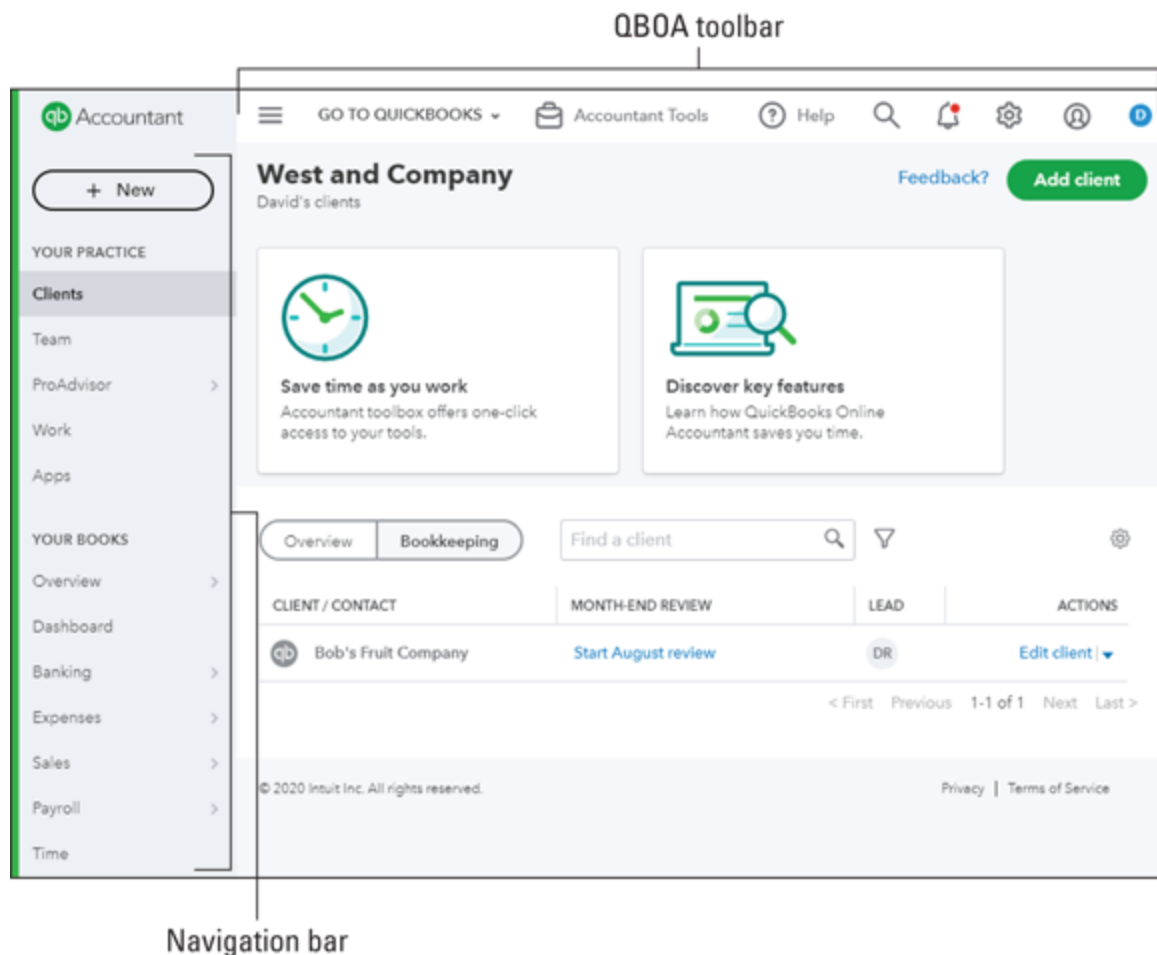 QBOA toolbar
qb Accountant
GO TO QUICKBOOKS
Accountant Tools
? Help
D
+ New
YOUR PRACTICE
Clients
Team
ProAdvisor >
Work
Apps
YOUR BOOKS
Overview >
Dashboard
Banking >
Expenses >
Sales >
Payroll >
Time
West and Company
David's clients
Feedback?
Add client
Save time as you work
Accountant toolbox offers one-click
access to your tools.
Discover key features
Learn how QuickBooks Online
Accountant saves you time.
Overview
Bookkeeping
Find a client
CLIENT / CONTACT MONTH-END REVIEW LEAD ACTIONS
qb Bob's Fruit Company Start August review DR Edit client |
< First Previous 1-1 of 1 Next Last >
© 2020 Intuit Inc. All rights reserved.
Privacy | Terms of Service
Navigation bar